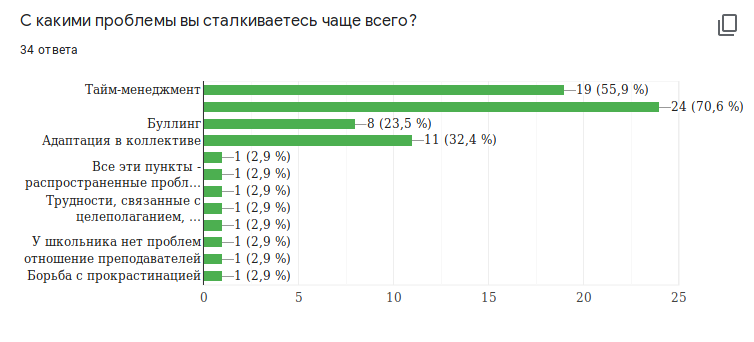 С какими проблемы вы сталкиваетесь чаще всего?
34 ответа
Тайм-менеджмент
19 (55,9 %)
24 (70,6 %)
Буллинг
8 (23,5 %)
Адаптация в коллективе
11 (32,4 %)
1 (2,9 %)
Все эти пункты -
распространенные пробл...
1 (2,9 %)
1 (2,9 %)
Трудности, связанные с
целеполаганием, ...
1 (2,9 %)
1 (2,9 %)
У школьника нет проблем
1 (2,9 %)
отношение преподавателей
1 (2,9 %)
Борьба с прокрастинацией
1 (2,9 %)
0
5
10
15
20
25